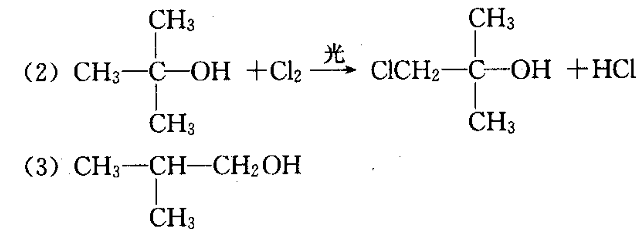 CH₃ CH₃
(2) CH₃—C—OH +Cl₂ —光→ ClCH₂—C—OH +HCl
CH₃ CH₃
(3) CH₃—CH—CH₂OH
CH₃